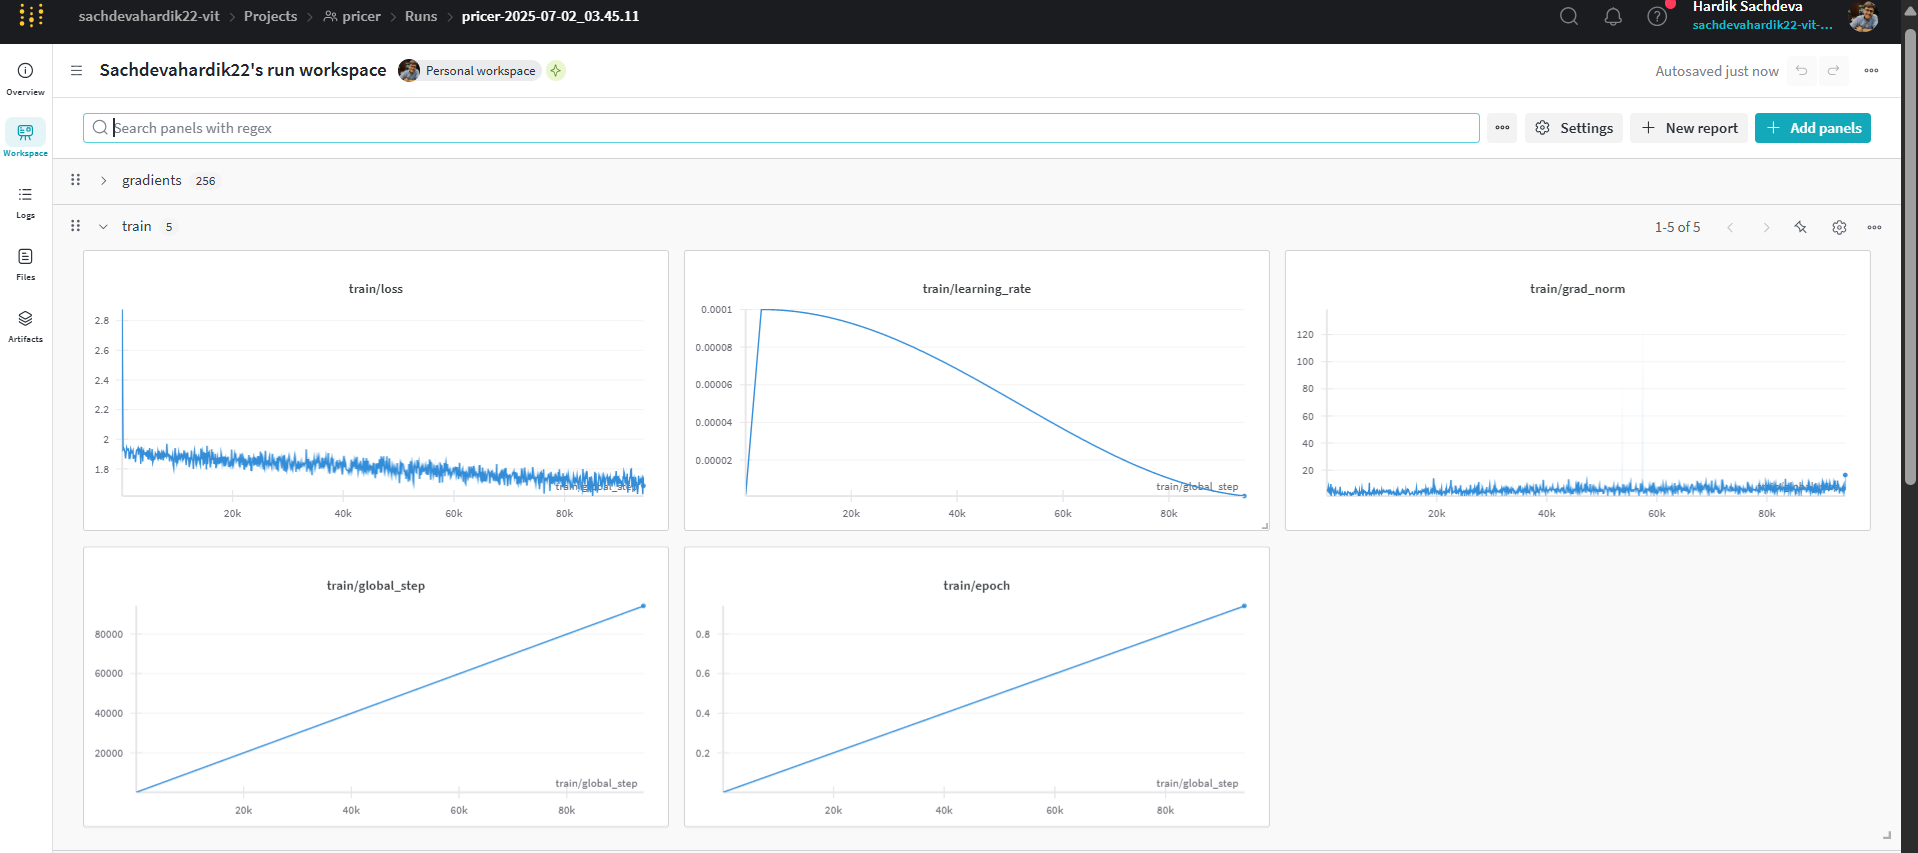 sachdevahardik22-vit > Projects > pricer > Runs > pricer-2025-07-02_03.45.11
Hardik Sachdeva
sachdevahardik22-vit-...
Sachdevahardik22's run workspace
Personal workspace
Autosaved just now
Overview
Workspace
Logs
Files
Artifacts
Search panels with regex
Settings
New report
Add panels
gradients 256
train 5
1-5 of 5
train/loss
2.8
2.6
2.4
2.2
2
1.8
train/global_step
20k 40k 60k 80k
train/learning_rate
0.0001
0.00008
0.00006
0.00004
0.00002
train/global_step
20k 40k 60k 80k
train/grad_norm
120
100
80
60
40
20
train/global_step
20k 40k 60k 80k
train/global_step
80000
60000
40000
20000
train/global_step
20k 40k 60k 80k
train/epoch
0.8
0.6
0.4
0.2
train/global_step
20k 40k 60k 80k